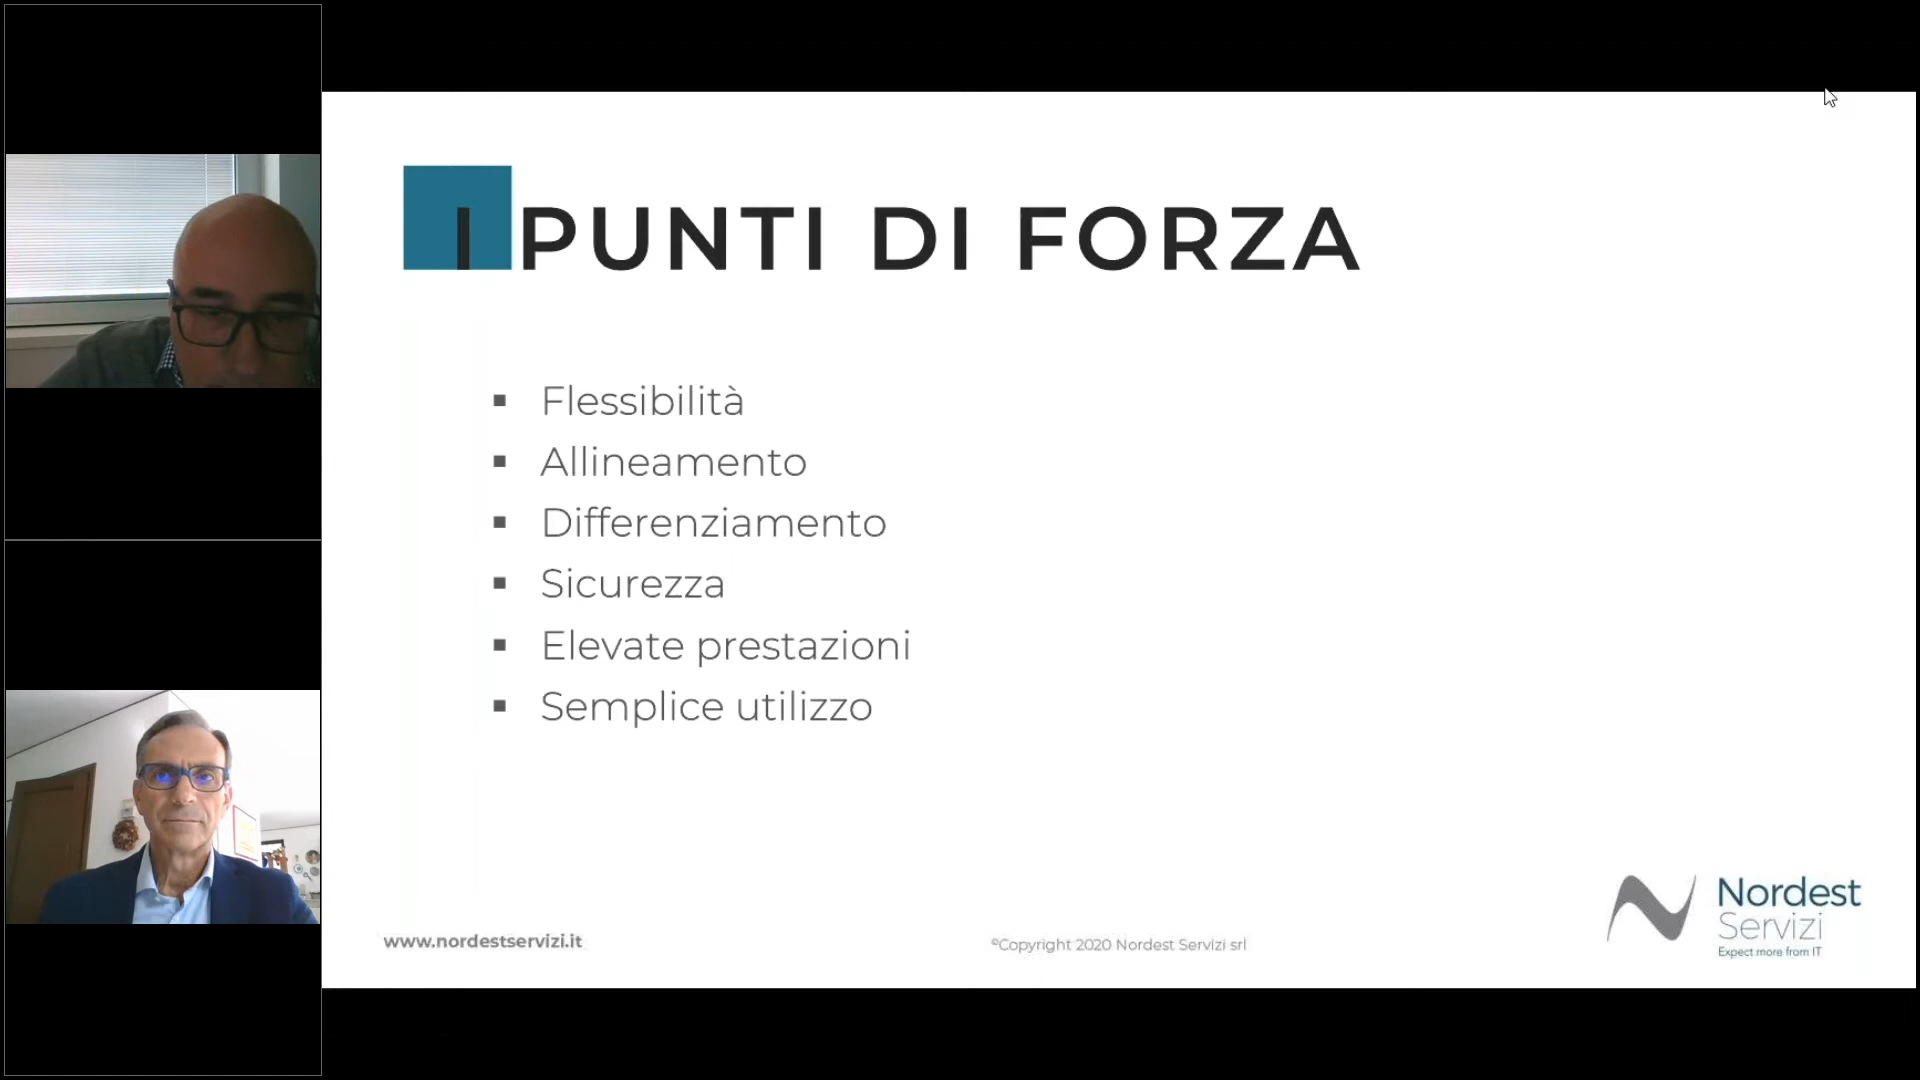 I PUNTI DI FORZA
▪ Flessibilità
▪ Allineamento
▪ Differenziamento
▪ Sicurezza
▪ Elevate prestazioni
▪ Semplice utilizzo
www.nordestservizi.it
©Copyright 2020 Nordest Servizi srl
Nordest
Servizi
Expect more from IT